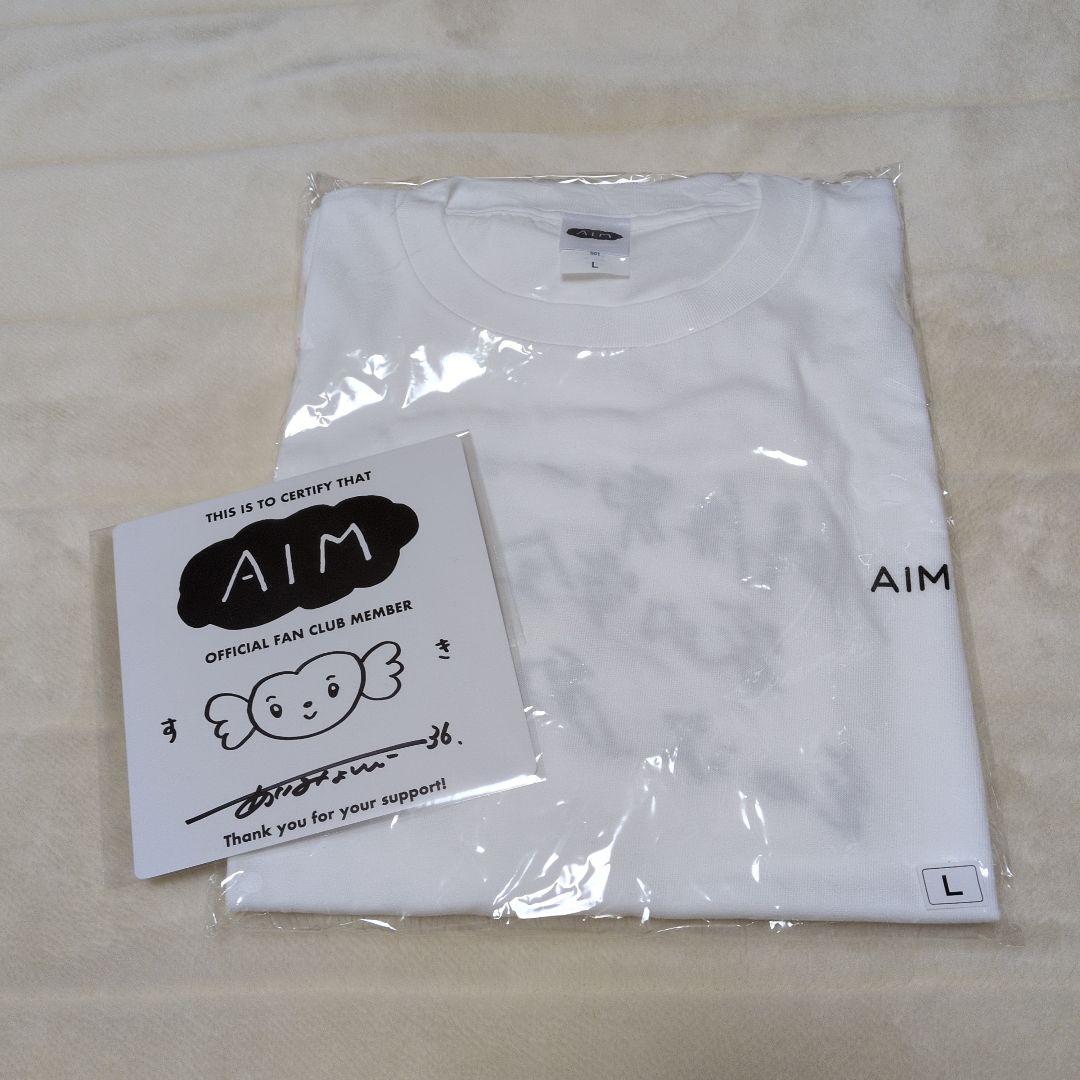 AIM
L
THIS IS TO CERTIFY THAT
AIM
OFFICIAL FAN CLUB MEMBER
す き
36.
Thank you for your support!
AIM
L